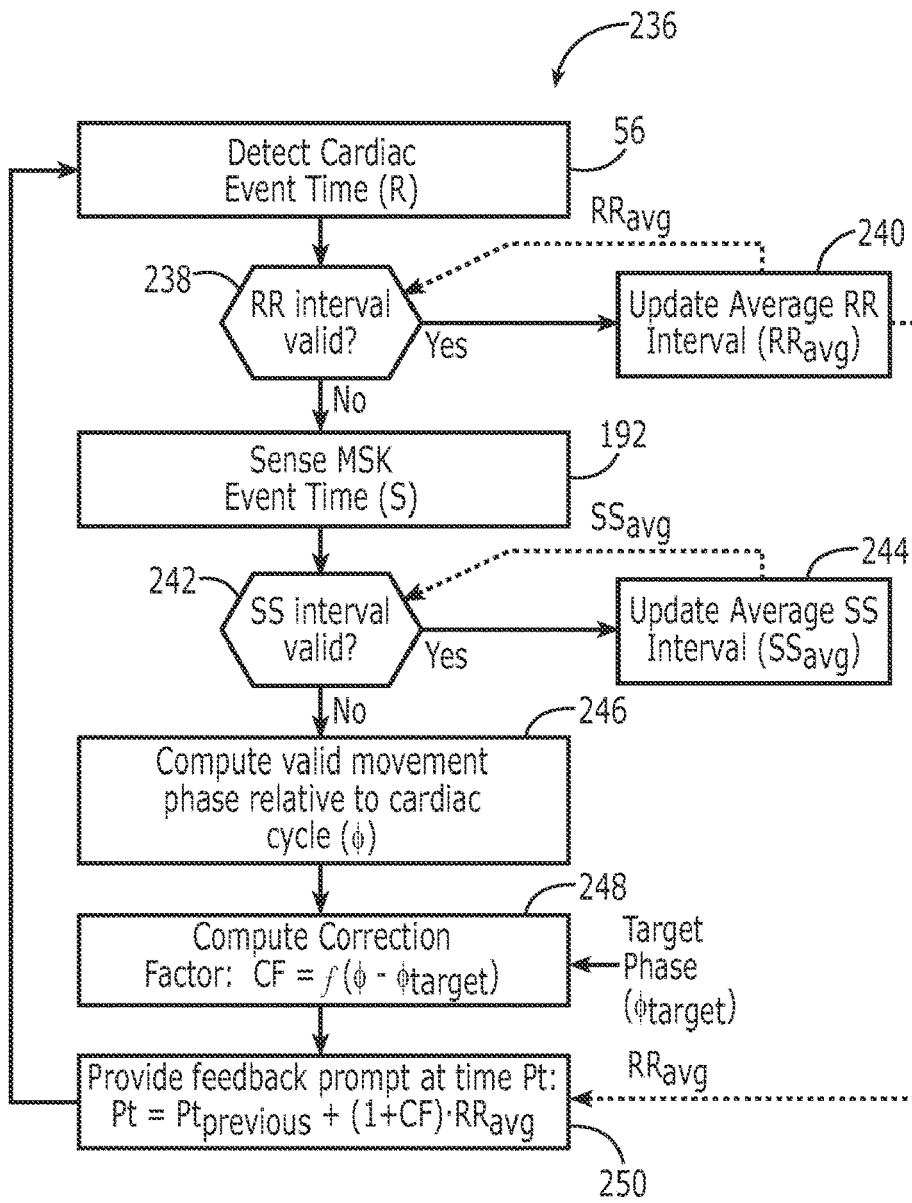 236
Detect Cardiac
Event Time (R)
56
RRavg
238
RR interval
valid?
Yes
240
Update Average RR
Interval (RRavg)
No
192
Sense MSK
Event Time (S)
SSavg
242
SS interval
valid?
Yes
244
Update Average SS
Interval (SSavg)
No
246
Compute valid movement
phase relative to cardiac
cycle (ϕ)
248
Compute Correction
Factor: CF = f(ϕ - ϕtarget)
Target
Phase
(ϕtarget)
RRavg
Provide feedback prompt at time Pt:
Pt = Ptprevious + (1+CF)·RRavg
250